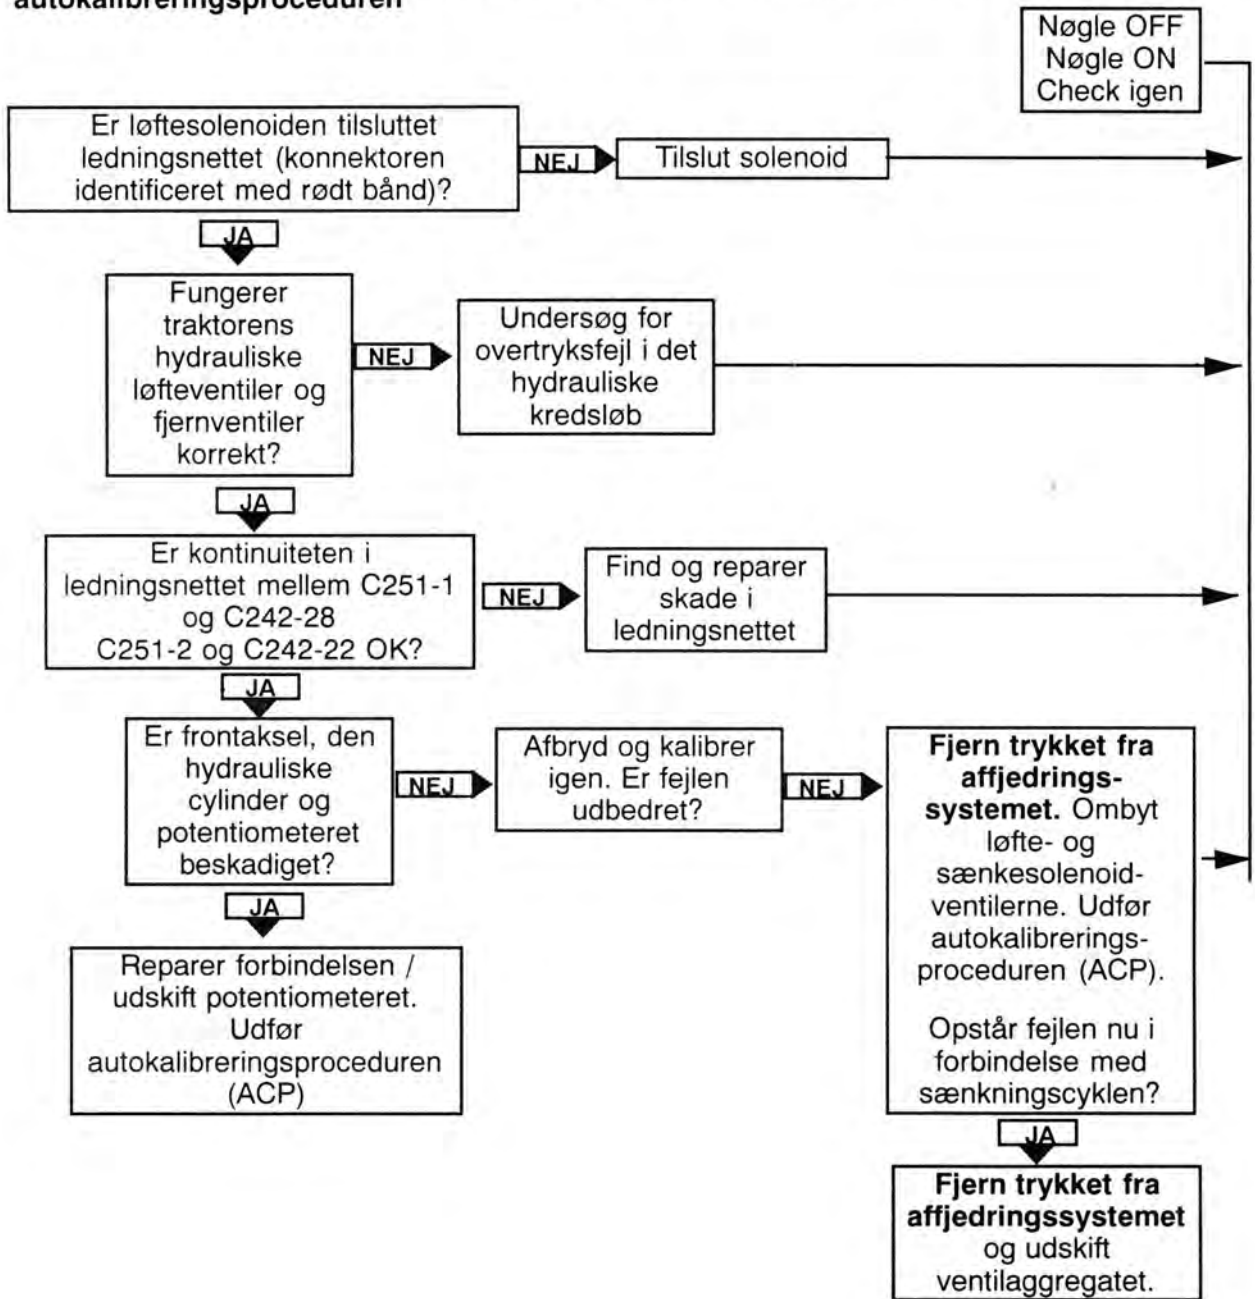 autokalibreringsproceduren
Nøgle OFF
Nøgle ON
Check igen
Er løftesolenoiden tilsluttet
ledningsnettet (konnektoren
identificeret med rødt bånd)?
NEJ
Tilslut solenoid
JA
Fungerer
traktorens
hydrauliske
løfteventiler og
fjernventiler
korrekt?
NEJ
Undersøg for
overtryksfejl i det
hydrauliske
kredsløb
JA
Er kontinuiteten i
ledningsnettet mellem C251-1
og C242-28
C251-2 og C242-22 OK?
NEJ
Find og reparer
skade i
ledningsnettet
JA
Er frontaksel, den
hydrauliske
cylinder og
potentiometeret
beskadiget?
NEJ
Afbryd og kalibrer
igen. Er fejlen
udbedret?
NEJ
Fjern trykket fra
affjedrings-
systemet. Ombyt
løfte- og
sænkesolenoid-
ventilerne. Udfør
autokalibrerings-
proceduren (ACP).
Opstår fejlen nu i
forbindelse med
sænkningscyklen?
JA
Reparer forbindelsen /
udskift potentiometeret.
Udfør
autokalibreringsproceduren
(ACP)
JA
Fjern trykket fra
affjedringssystemet
og udskift
ventilaggregatet.